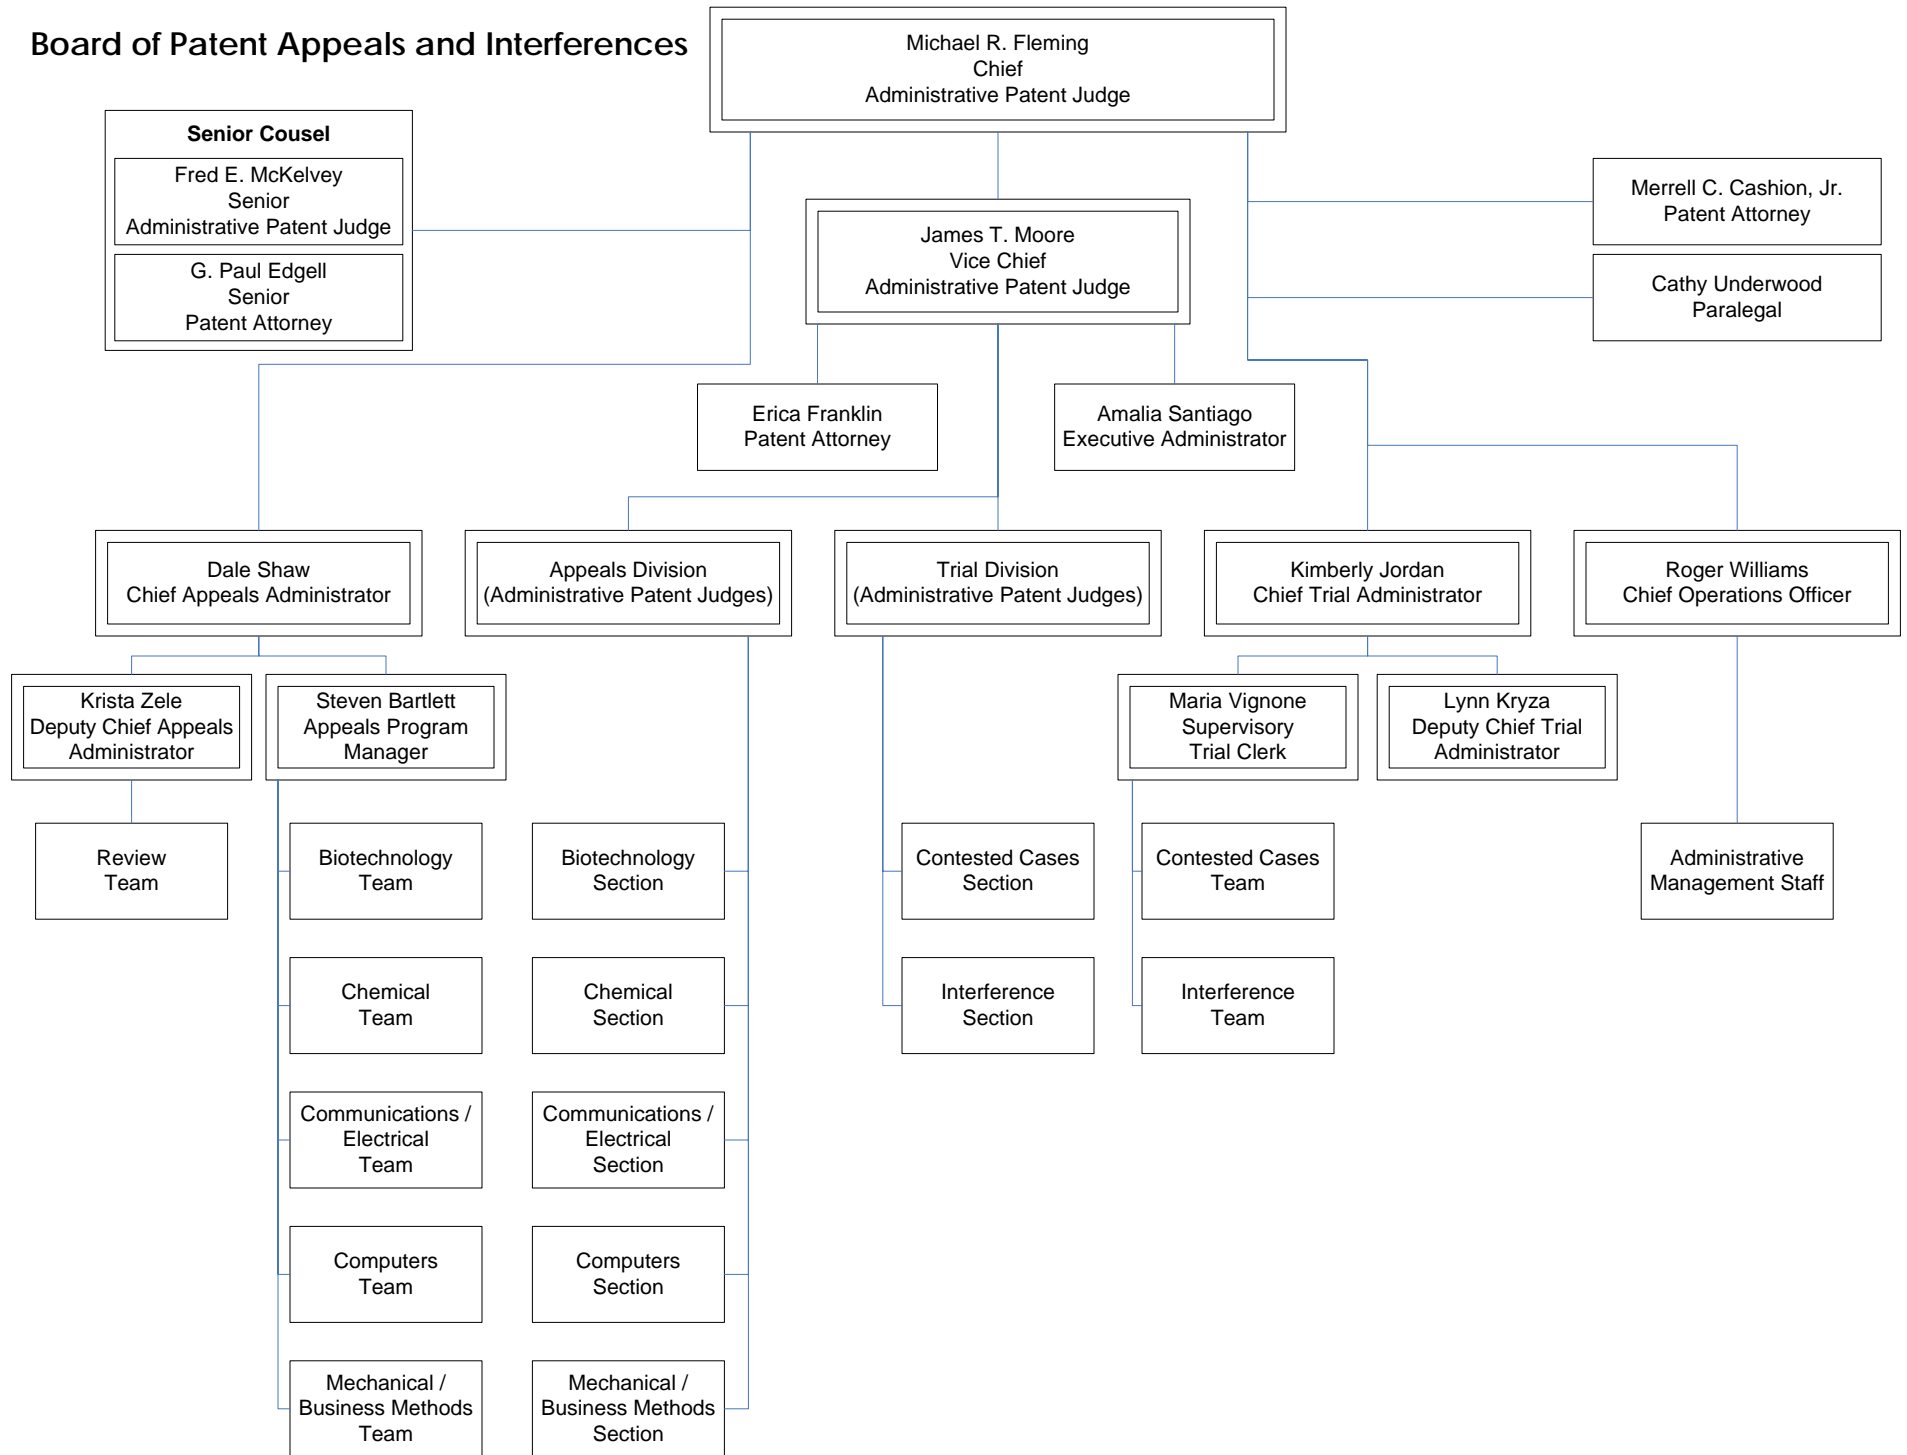 Board of Patent Appeals and Interferences
Michael R. Fleming
Chief
Administrative Patent Judge
Senior Cousel
Fred E. McKelvey
Senior
Administrative Patent Judge
G. Paul Edgell
Senior
Patent Attorney
James T. Moore
Vice Chief
Administrative Patent Judge
Merrell C. Cashion, Jr.
Patent Attorney
Cathy Underwood
Paralegal
Erica Franklin
Patent Attorney
Amalia Santiago
Executive Administrator
Dale Shaw
Chief Appeals Administrator
Appeals Division
(Administrative Patent Judges)
Trial Division
(Administrative Patent Judges)
Kimberly Jordan
Chief Trial Administrator
Roger Williams
Chief Operations Officer
Krista Zele
Deputy Chief Appeals
Administrator
Steven Bartlett
Appeals Program
Manager
Maria Vignone
Supervisory
Trial Clerk
Lynn Kryza
Deputy Chief Trial
Administrator
Review
Team
Biotechnology
Team
Biotechnology
Section
Contested Cases
Section
Contested Cases
Team
Administrative
Management Staff
Chemical
Team
Chemical
Section
Interference
Section
Interference
Team
Communications /
Electrical
Team
Communications /
Electrical
Section
Computers
Team
Computers
Section
Mechanical /
Business Methods
Team
Mechanical /
Business Methods
Section